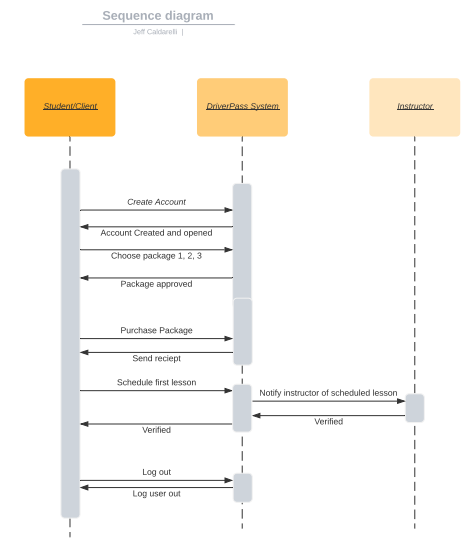 Sequence diagram
Jeff Caldarelli |
Student/Client
DriverPass System
Instructor
Create Account
Account Created and opened
Choose package 1, 2, 3
Package approved
Purchase Package
Send reciept
Schedule first lesson
Notify instructor of scheduled lesson
Verified
Verified
Log out
Log user out